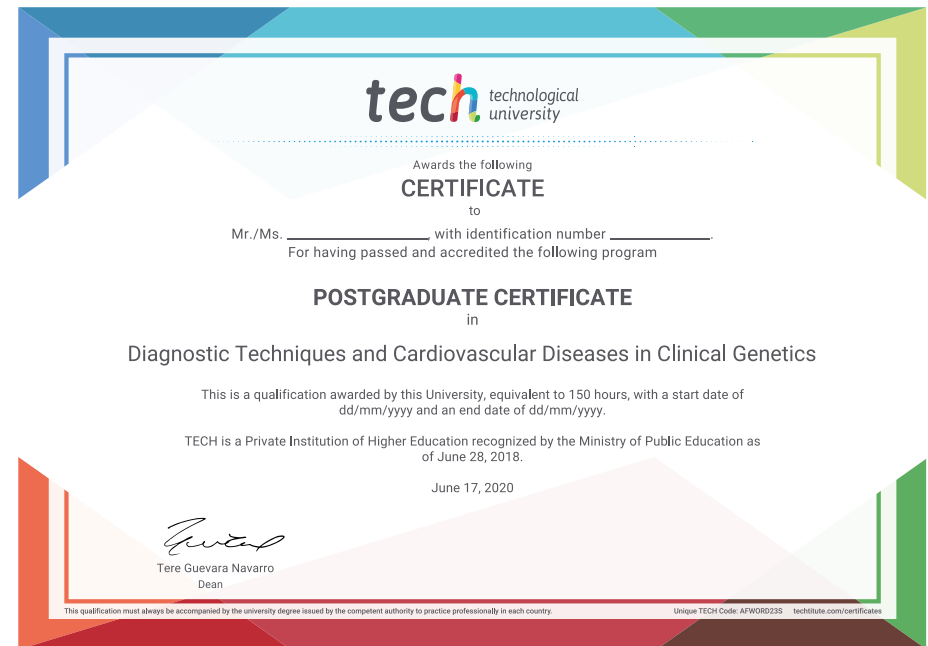 tech technological
university
Awards the following
CERTIFICATE
to
Mr./Ms. ____________________, with identification number ______________.
For having passed and accredited the following program
POSTGRADUATE CERTIFICATE
in
Diagnostic Techniques and Cardiovascular Diseases in Clinical Genetics
This is a qualification awarded by this University, equivalent to 150 hours, with a start date of
dd/mm/yyyy and an end date of dd/mm/yyyy.
TECH is a Private Institution of Higher Education recognized by the Ministry of Public Education as
of June 28, 2018.
June 17, 2020
Tere Guevara Navarro
Dean
This qualification must always be accompanied by the university degree issued by the competent authority to practice professionally in each country. Unique TECH Code: AFWORD23S techtitute.com/certificates